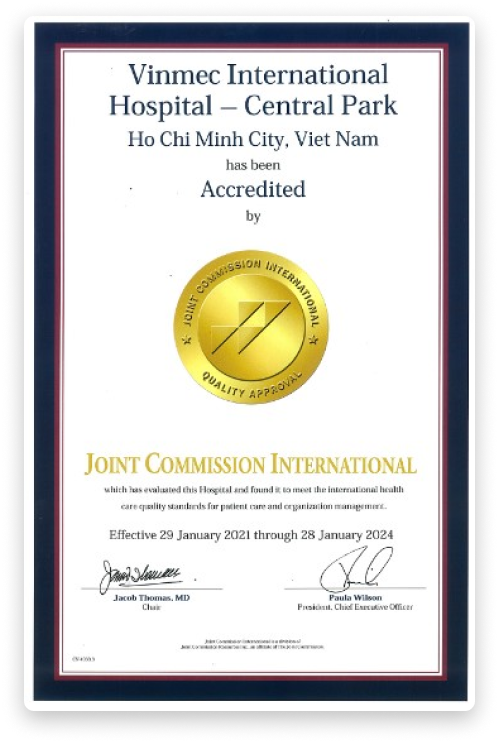 Vinmec International
Hospital – Central Park
Ho Chi Minh City, Viet Nam
has been
Accredited
by
JOINT COMMISSION INTERNATIONAL
QUALITY APPROVAL
JOINT COMMISSION INTERNATIONAL
which has evaluated this Hospital and found it to meet the international health
care quality standards for patient care and organization management.
Effective 29 January 2021 through 28 January 2024
Jacob Thomas, MD
Chair
Paula Wilson
President, Chief Executive Officer
Joint Commission International is a division of
Joint Commission Resources Inc., an affiliate of The Joint Commission